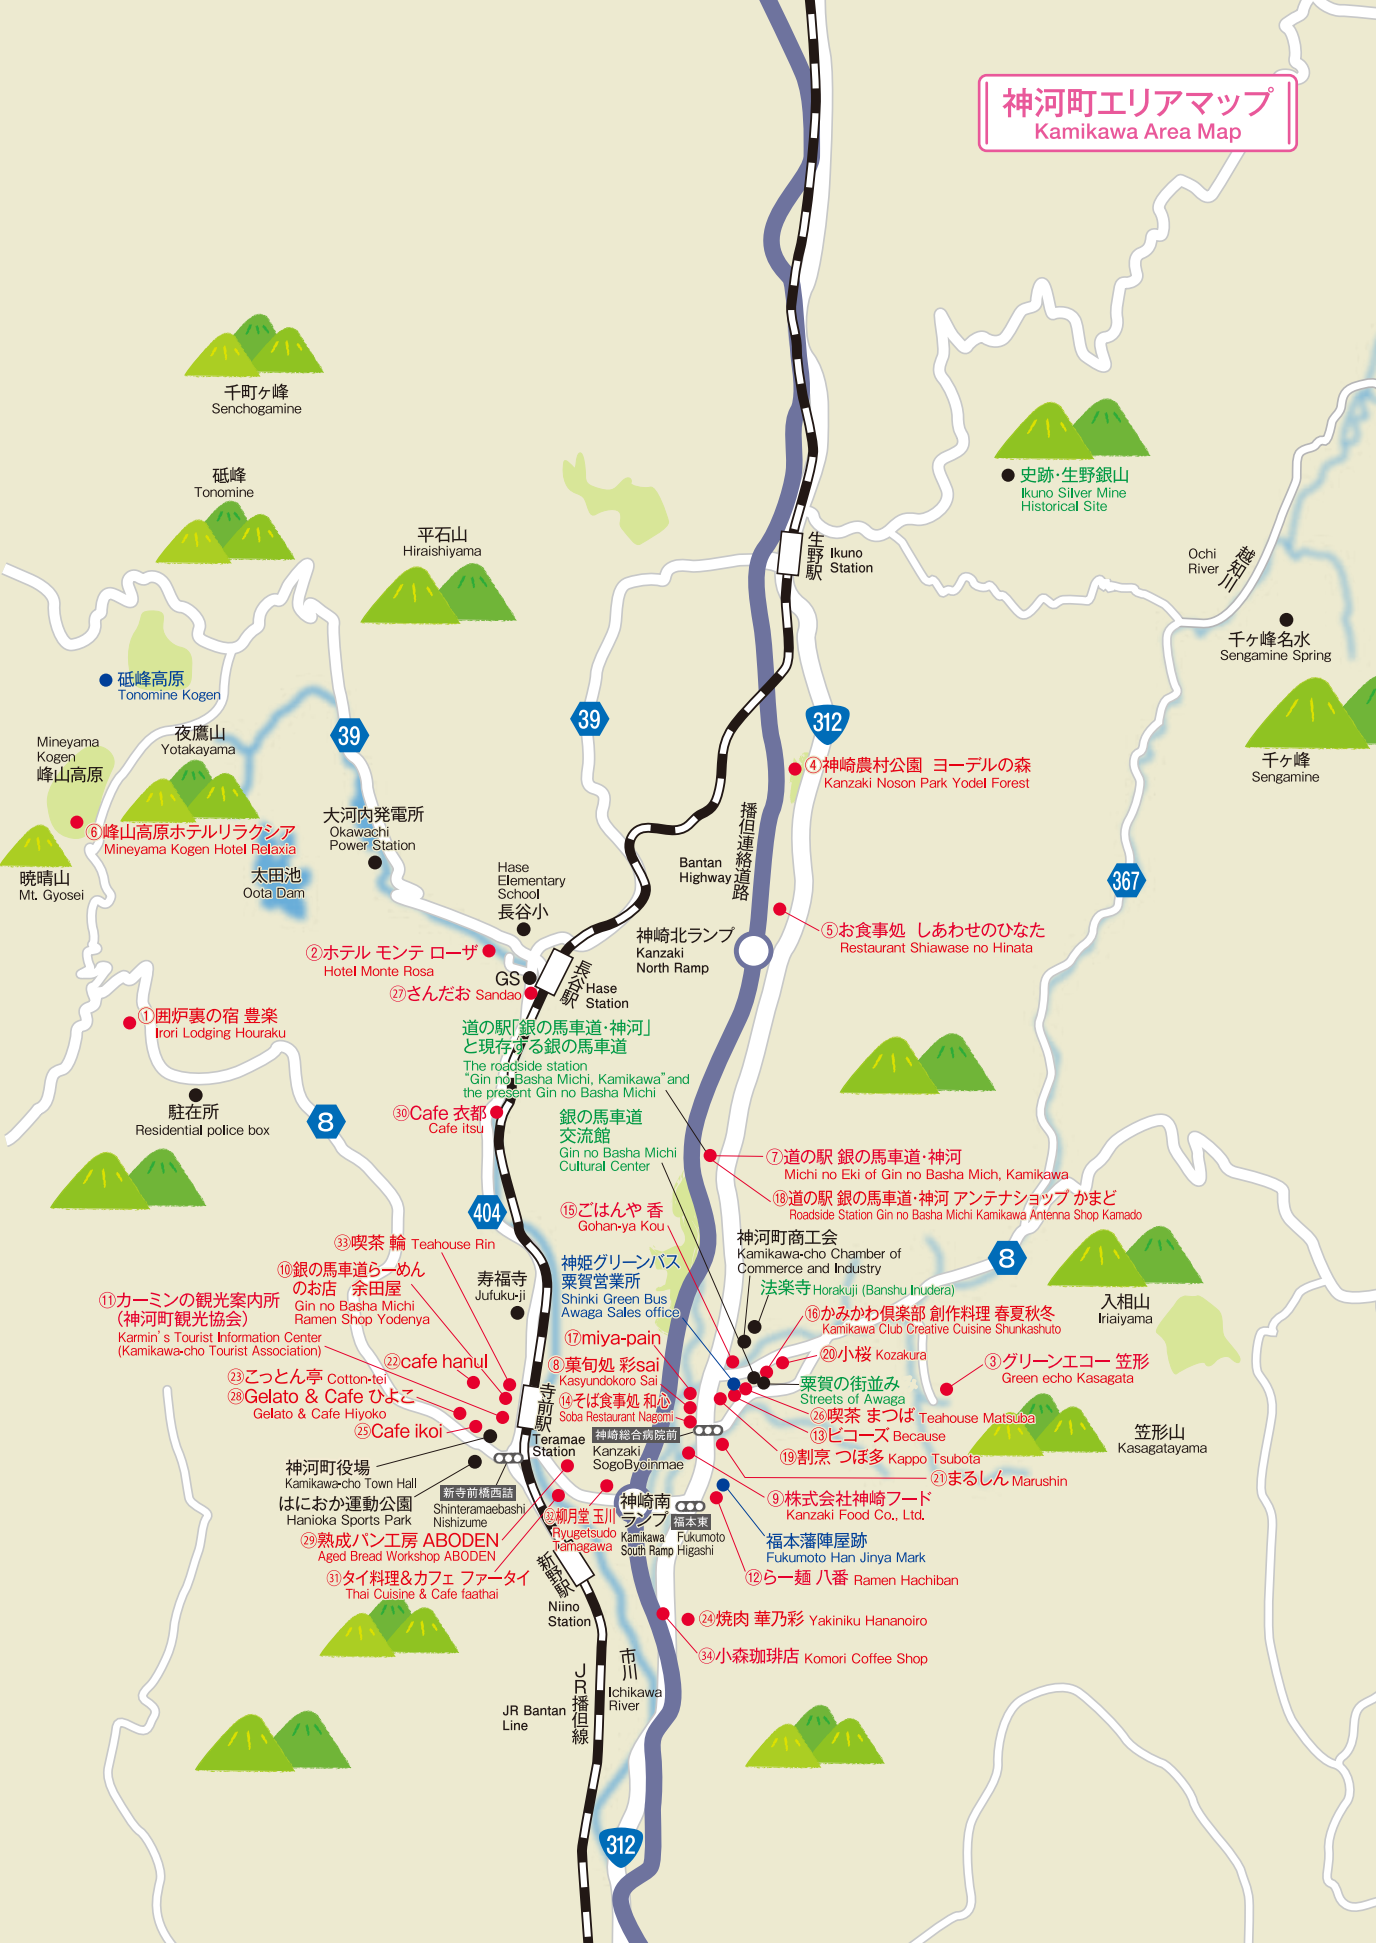 神河町エリアマップ
Kamikawa Area Map
千町ヶ峰
Senchogamine
砥峰
Tonomine
平石山
Hiraishiyama
史跡・生野銀山
Ikuno Silver Mine
Historical Site
生野駅
Ikuno
Station
越知川
Ochi
River
千ヶ峰名水
Sengamine Spring
千ヶ峰
Sengamine
砥峰高原
Tonomine Kogen
夜鷹山
Yotakayama
Mineyama
Kogen
峰山高原
39
39
312
④神崎農村公園 ヨーデルの森
Kanzaki Noson Park Yodel Forest
⑥峰山高原ホテルリラクシア
Mineyama Kogen Hotel Relaxia
暁晴山
Mt. Gyosei
太田池
Oota Dam
大河内発電所
Okawachi
Power Station
播但連絡道路
Bantan
Highway
367
Hase
Elementary
School
長谷小
⑤お食事処 しあわせのひなた
Restaurant Shiawase no Hinata
神崎北ランプ
Kanzaki
North Ramp
②ホテル モンテ ローザ
Hotel Monte Rosa
GS
㉗さんだお Sandao
長谷駅
Hase
Station
①囲炉裏の宿 豊楽
Irori Lodging Houraku
道の駅「銀の馬車道・神河」
と現存する銀の馬車道
The roadside station
“Gin no Basha Michi, Kamikawa” and
the present Gin no Basha Michi
駐在所
Residential police box
8
㉚Cafe 衣都
Cafe itsu
銀の馬車道
交流館
Gin no Basha Michi
Cultural Center
⑦道の駅 銀の馬車道・神河
Michi no Eki of Gin no Basha Mich, Kamikawa
⑱道の駅 銀の馬車道・神河 アンテナショップ かまど
Roadside Station Gin no Basha Michi Kamikawa Antenna Shop Kamado
404
⑮ごはんや 香
Gohan-ya Kou
神河町商工会
Kamikawa-cho Chamber of
Commerce and Industry
8
㉝喫茶 輪 Teahouse Rin
⑩銀の馬車道らーめん
のお店 余田屋
Gin no Basha Michi
Ramen Shop Yodenya
寿福寺
Jufuku-ji
神姫グリーンバス
粟賀営業所
Shinki Green Bus
Awaga Sales office
法楽寺 Horakuji (Banshu Inudera)
入相山
Iriaiyama
⑪カーミンの観光案内所
(神河町観光協会)
Karmin's Tourist Information Center
(Kamikawa-cho Tourist Association)
⑯かみかわ倶楽部 創作料理 春夏秋冬
Kamikawa Club Creative Cuisine Shunkashuto
⑰miya-pain
⑳小桜 Kozakura
③グリーンエコー 笠形
Green echo Kasagata
㉒cafe hanul
⑧菓旬処 彩sai
Kasyundokoro Sai
㉓こっとん亭 Cotton-tei
粟賀の街並み
Streets of Awaga
㉘Gelato & Cafe ひよこ
Gelato & Cafe Hiyoko
⑭そば食事処 和心
Soba Restaurant Nagomi
㉖喫茶 まつば Teahouse Matsuba
㉕Cafe ikoi
寺前駅
Teramae
Station
神崎総合病院前
Kanzaki
SogoByoinmae
⑬ビコーズ Because
笠形山
Kasagatayama
⑲割烹 つぼ多 Kappo Tsubota
神河町役場
Kamikawa-cho Town Hall
㉑まるしん Marushin
新寺前橋西詰
Shinteramaebashi
Nishizume
はにおか運動公園
Hanioka Sports Park
⑨株式会社神崎フード
Kanzaki Food Co., Ltd.
神崎南
ランプ
Kamikawa
South Ramp
福本東
Fukumoto
Higashi
㉜柳月堂 玉川
Ryugetsudo
Tamagawa
㉙熟成パン工房 ABODEN
Aged Bread Workshop ABODEN
福本藩陣屋跡
Fukumoto Han Jinya Mark
㉛タイ料理&カフェ ファータイ
Thai Cuisine & Cafe faathai
⑫らー麺 八番 Ramen Hachiban
新野駅
Niino
Station
㉔焼肉 華乃彩 Yakiniku Hananoiro
㉞小森珈琲店 Komori Coffee Shop
市川
Ichikawa
River
JR播但線
JR Bantan
Line
312